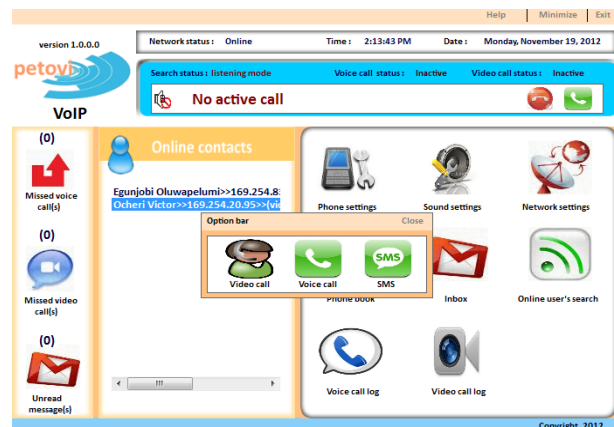 Help Minimize Exit
version 1.0.0.0
Network status : Online Time : 2:13:43 PM Date : Monday, November 19, 2012
petovi
VoIP
Search status : listening mode Voice call status : Inactive Video call status : Inactive
No active call
(0)
Missed voice
call(s)
(0)
Missed video
call(s)
(0)
Unread
message(s)
Online contacts
Egunjobi Oluwapelumi>>169.254.8
Ocheri Victor>>169.254.20.95>>(vi
Option bar Close
SMS
Video call Voice call SMS
Phone settings Sound settings Network settings
Phone book Inbox Online user's search
Voice call log Video call log
Copyright 2012